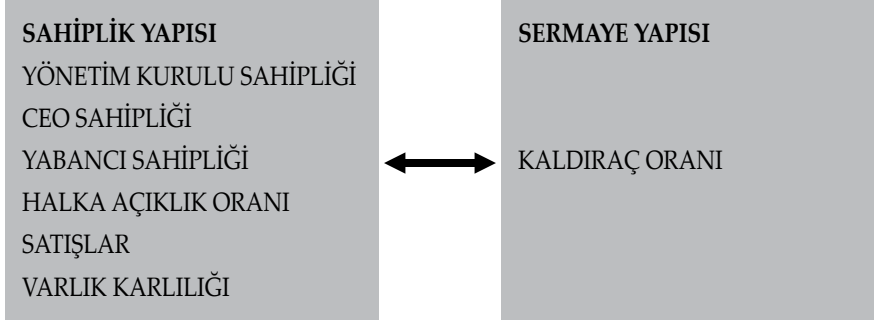 SAHİPLİK YAPISI
YÖNETİM KURULU SAHİPLİĞİ
CEO SAHİPLİĞİ
YABANCI SAHİPLİĞİ
HALKA AÇIKLIK ORANI
SATIŞLAR
VARLIK KARLILIĞI
SERMAYE YAPISI
KALDIRAÇ ORANI